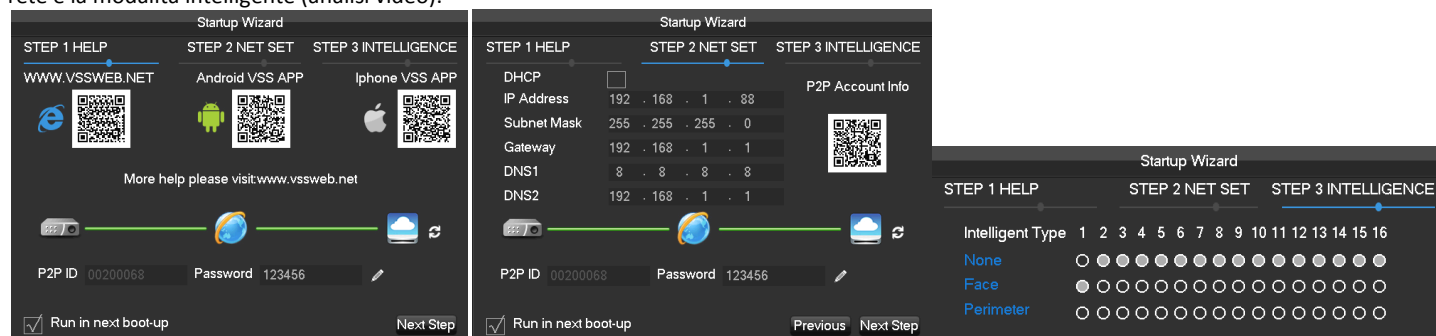 rete e la modalità intelligente (analisi video).
Startup Wizard
STEP 1 HELP STEP 2 NET SET STEP 3 INTELLIGENCE
WWW.VSSWEB.NET Android VSS APP Iphone VSS APP
More help please visit:www.vssweb.net
P2P ID 00200068 Password 123456
Run in next boot-up Next Step
Startup Wizard
STEP 1 HELP STEP 2 NET SET STEP 3 INTELLIGENCE
DHCP
P2P Account Info
IP Address 192 . 168 . 1 . 88
Subnet Mask 255 . 255 . 255 . 0
Gateway 192 . 168 . 1 . 1
DNS1 8 . 8 . 8 . 8
DNS2 192 . 168 . 1 . 1
P2P ID 00200068 Password 123456
Run in next boot-up Previous Next Step
Startup Wizard
STEP 1 HELP STEP 2 NET SET STEP 3 INTELLIGENCE
Intelligent Type 1 2 3 4 5 6 7 8 9 10 11 12 13 14 15 16
None
Face
Perimeter